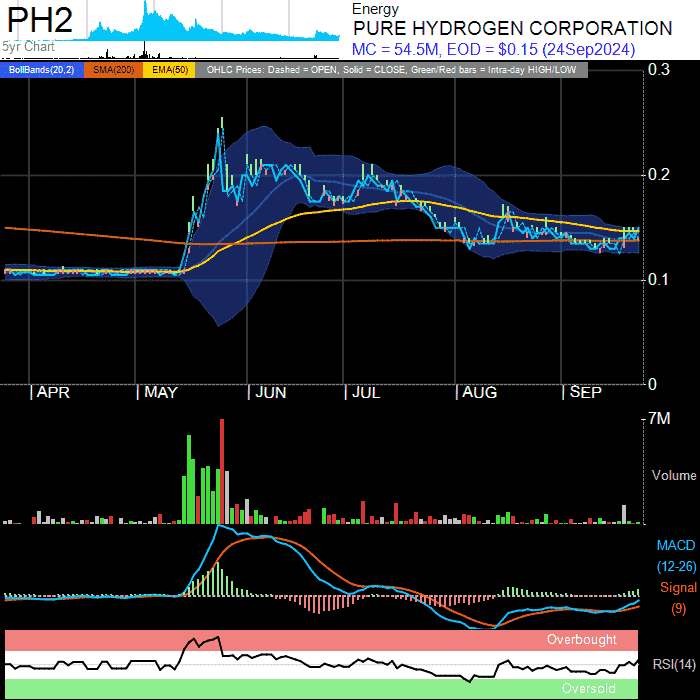 PH2
5yr Chart
Energy
PURE HYDROGEN CORPORATION
MC = 54.5M, EOD = $0.15 (24Sep2024)
BollBands(20,2) SMA(200) EMA(50) OHLC Prices: Dashed = OPEN, Solid = CLOSE, Green/Red bars = Intra-day HIGH/LOW
0.3
0.2
0.1
0
APR MAY JUN JUL AUG SEP
7M
Volume
MACD
(12-26)
Signal
(9)
Overbought
RSI(14)
Oversold